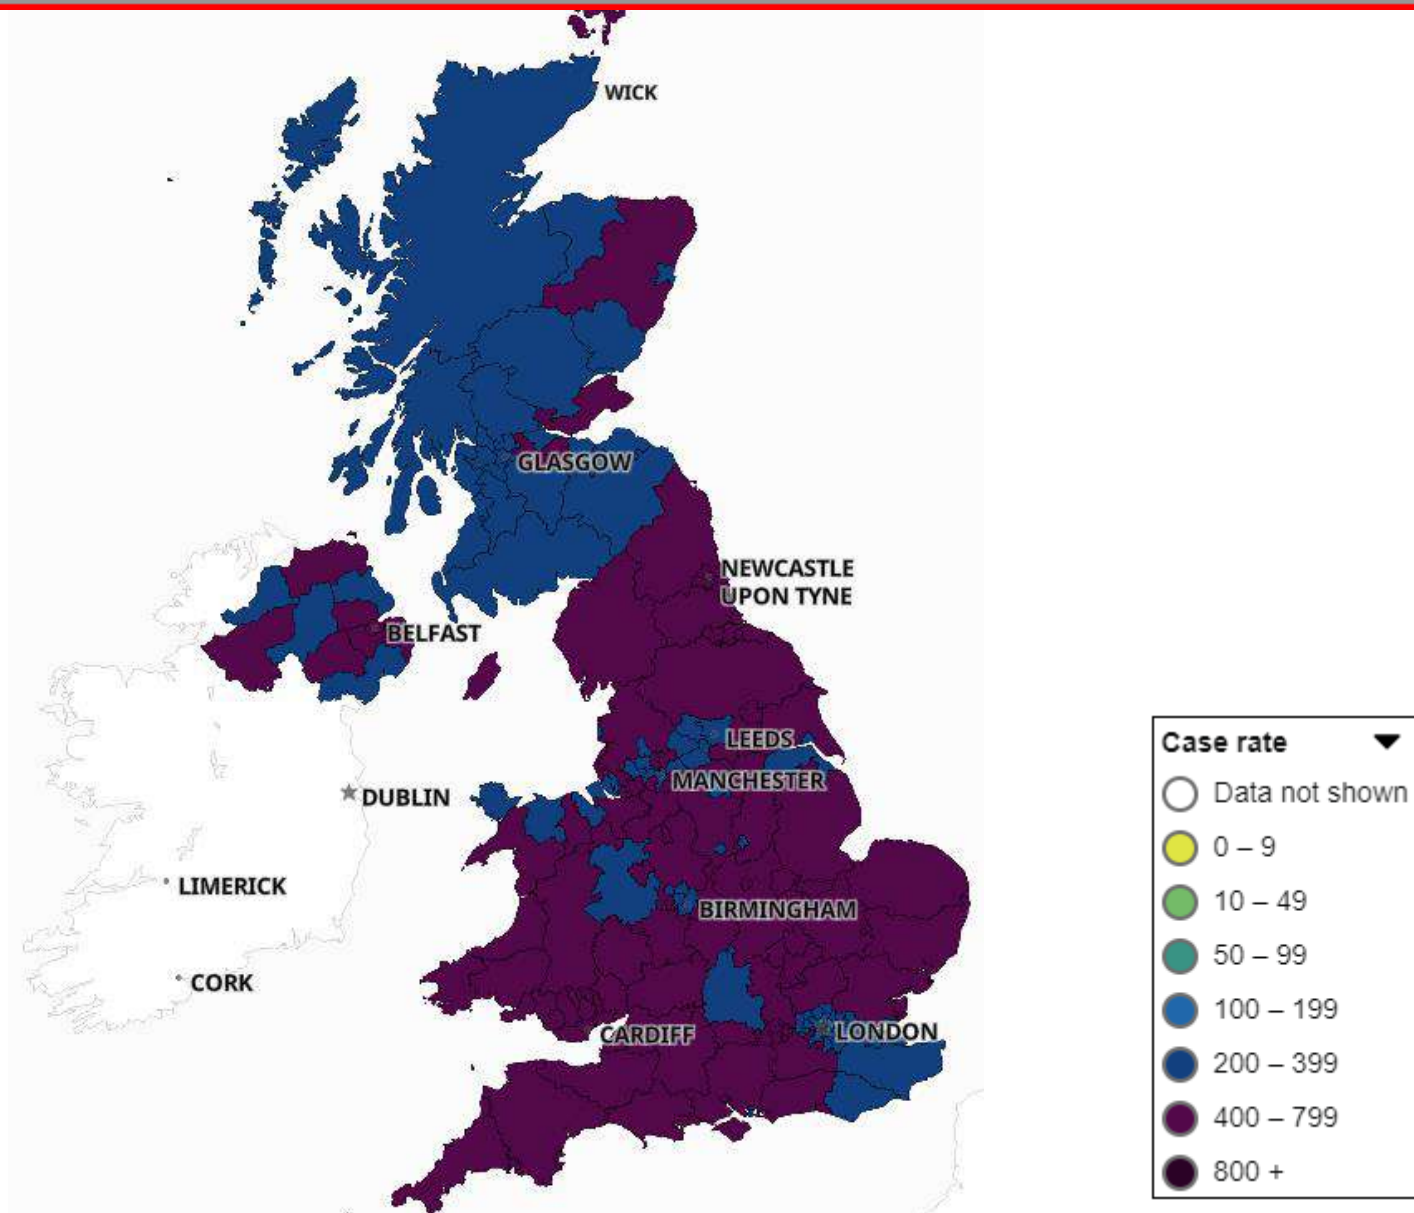 WICK
GLASGOW
NEWCASTLE
UPON TYNE
BELFAST
LEEDS
MANCHESTER
DUBLIN
LIMERICK
BIRMINGHAM
CORK
CARDIFF
LONDON
Case rate
Data not shown
0 – 9
10 – 49
50 – 99
100 – 199
200 – 399
400 – 799
800 +